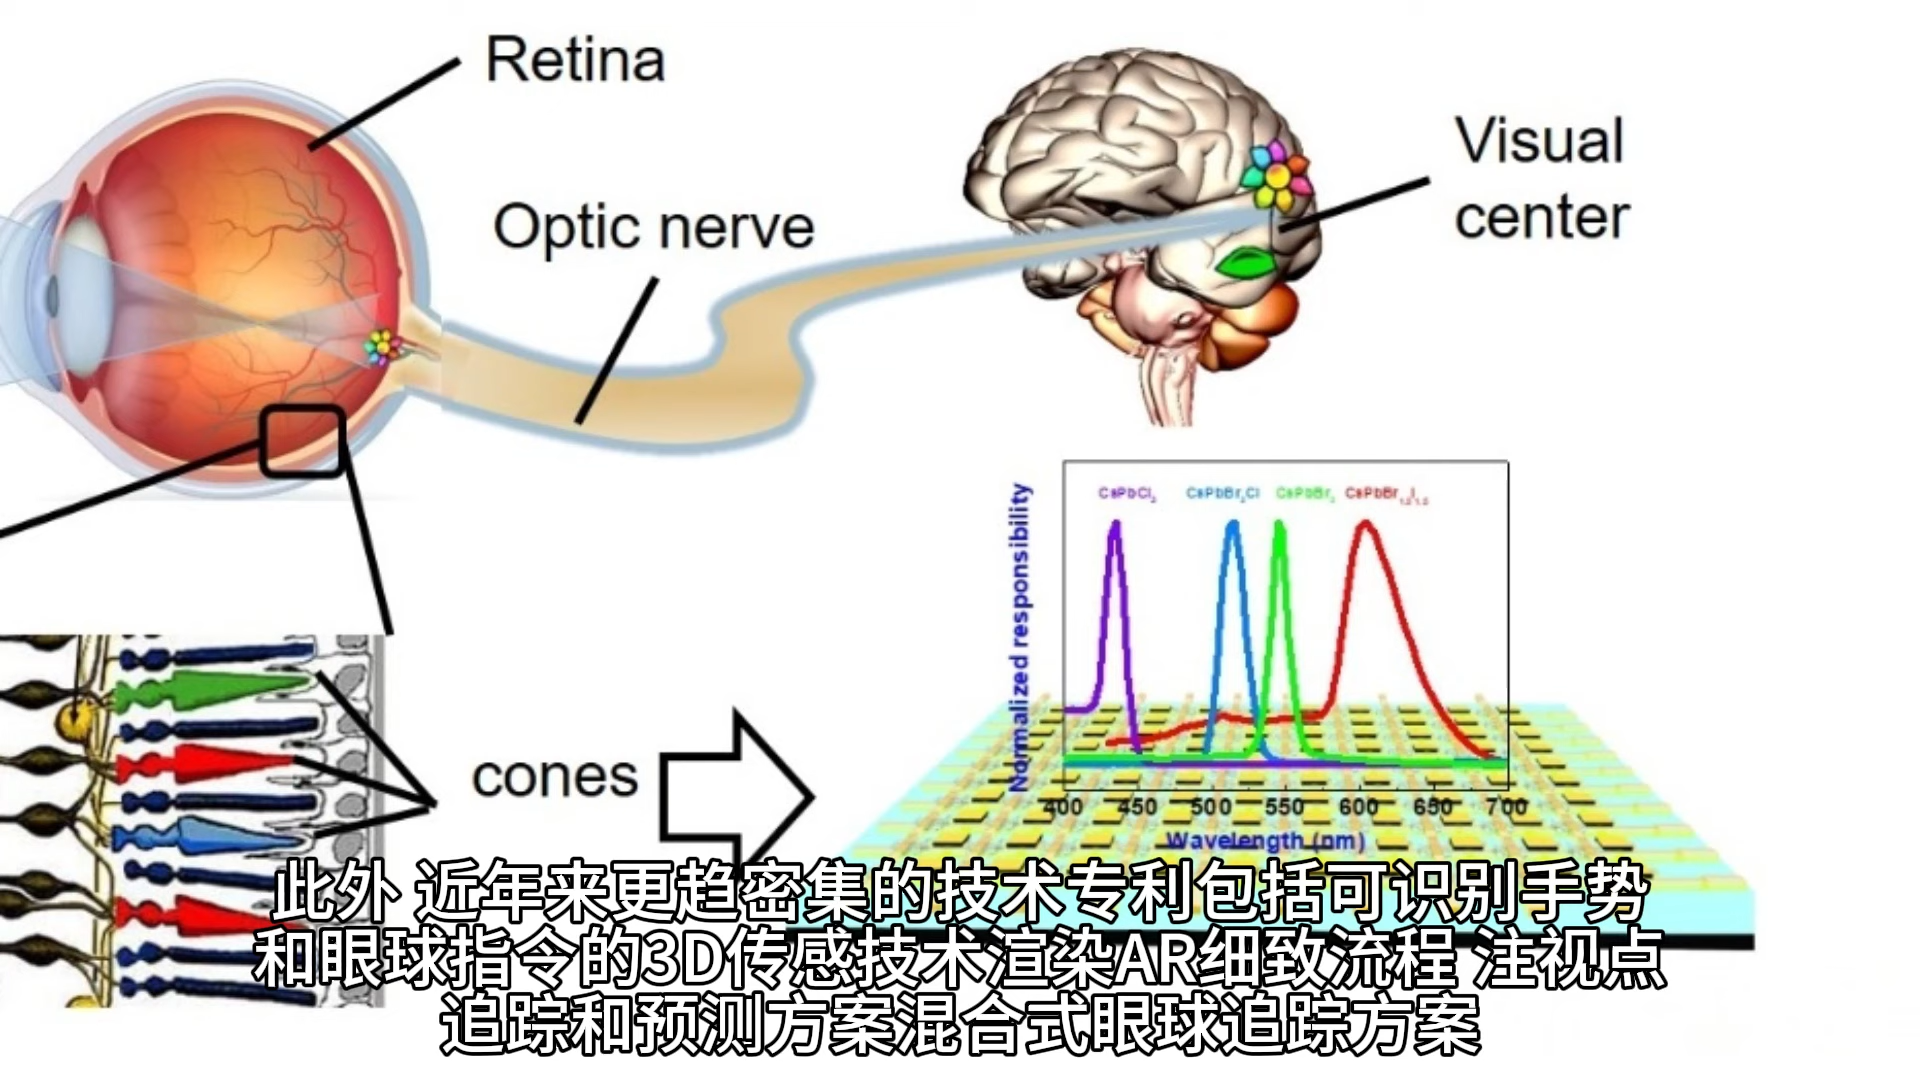 Retina
Visual
center
Optic nerve
CsPbCl₃
CsPbBr₂Cl
CsPbBr₃
CsPbBr₁.₅I₁.₅
Normalized responsibility
400 450 500 550 600 650 700
Wavelength (nm)
cones
此外 近年来更趋密集的技术专利包括可识别手势
和眼球指令的3D传感技术渲染AR细致流程 注视点
追踪和预测方案混合式眼球追踪方案